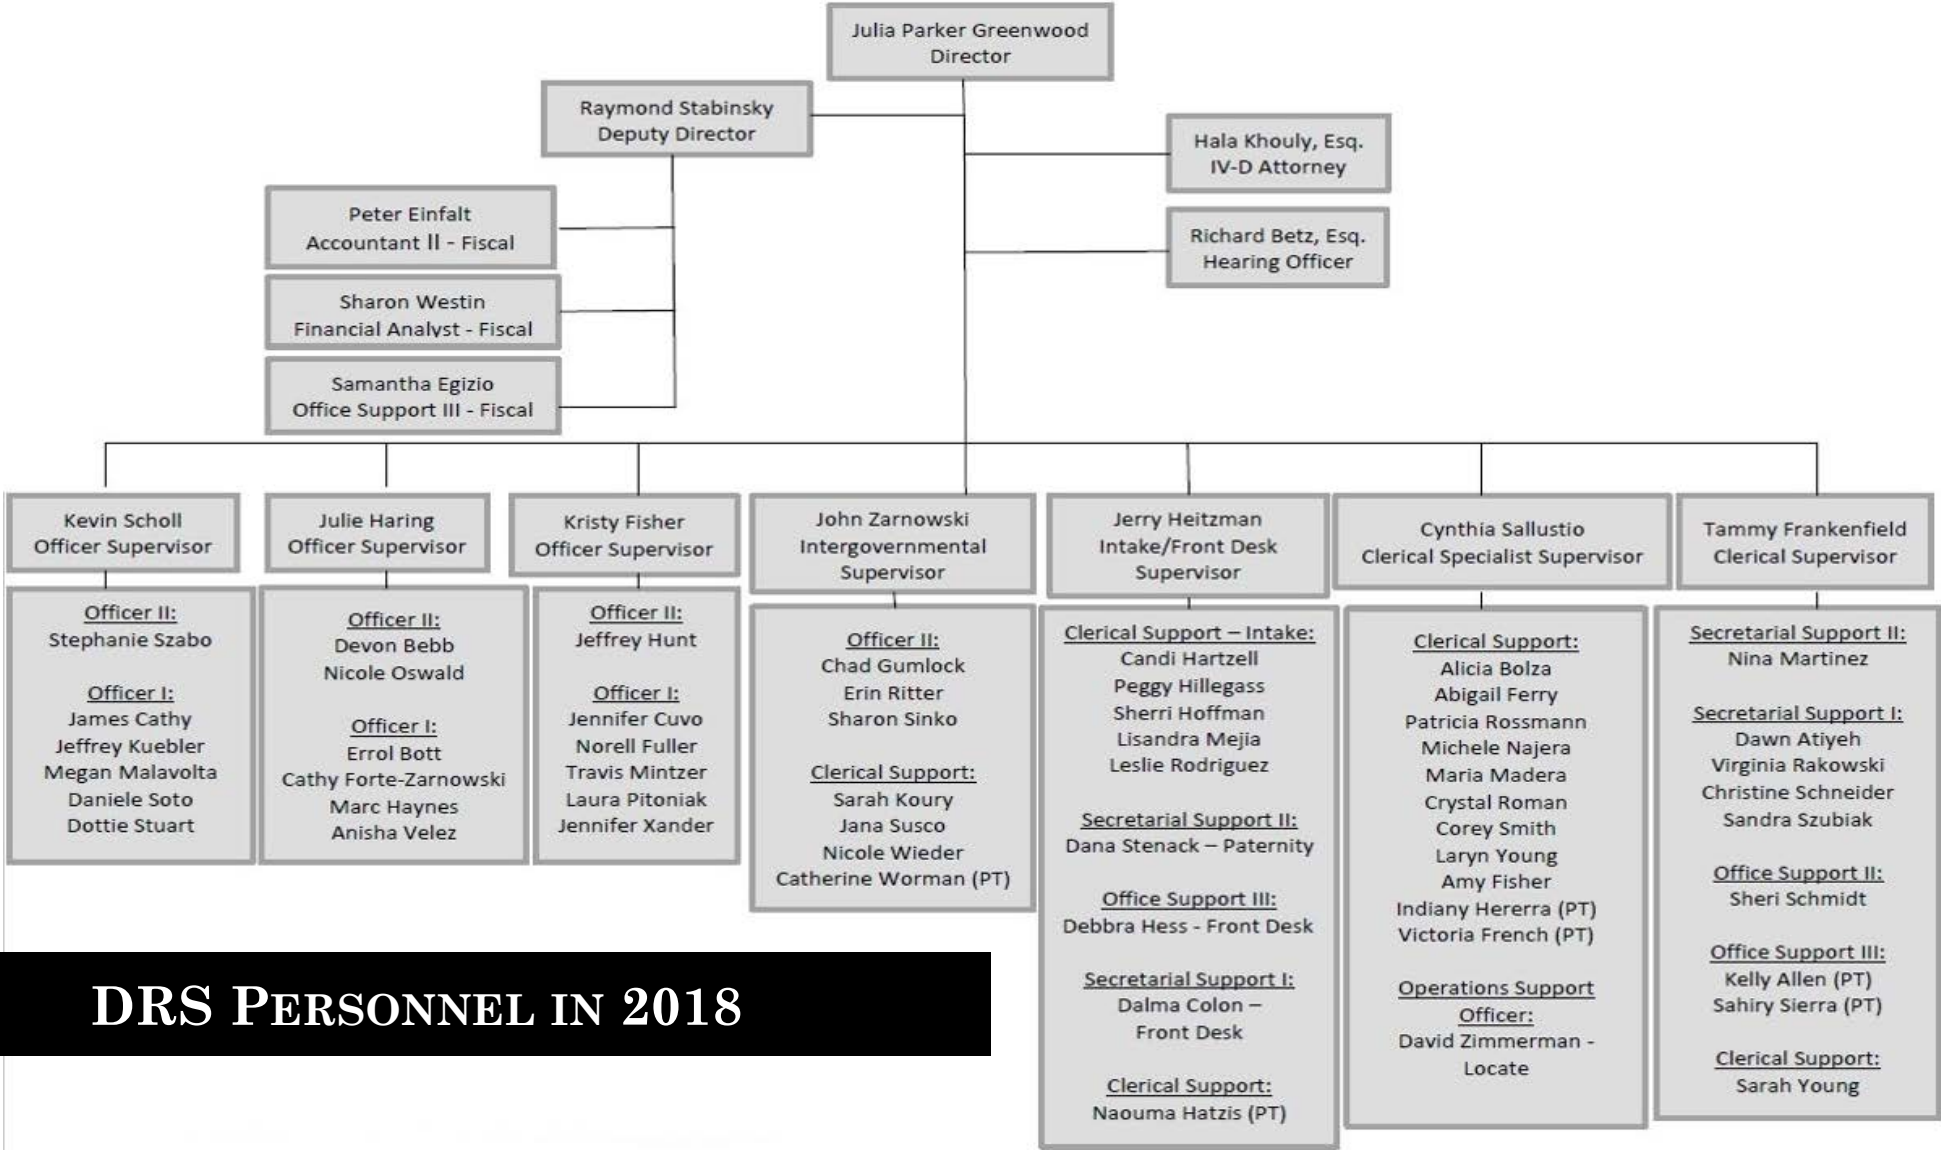 Julia Parker Greenwood
Director
Raymond Stabinsky
Deputy Director
Hala Khouly, Esq.
IV-D Attorney
Richard Betz, Esq.
Hearing Officer
Peter Einfalt
Accountant II - Fiscal
Sharon Westin
Financial Analyst - Fiscal
Samantha Egizio
Office Support III - Fiscal
Kevin Scholl
Officer Supervisor
Officer II:
Stephanie Szabo
Officer I:
James Cathy
Jeffrey Kuebler
Megan Malavolta
Daniele Soto
Dottie Stuart
Julie Haring
Officer Supervisor
Officer II:
Devon Bebb
Nicole Oswald
Officer I:
Errol Bott
Cathy Forte-Zarnowski
Marc Haynes
Anisha Velez
Kristy Fisher
Officer Supervisor
Officer II:
Jeffrey Hunt
Officer I:
Jennifer Cuvo
Norell Fuller
Travis Mintzer
Laura Pitoniak
Jennifer Xander
John Zarnowski
Intergovernmental
Supervisor
Officer II:
Chad Gumlock
Erin Ritter
Sharon Sinko
Clerical Support:
Sarah Koury
Jana Susco
Nicole Wieder
Catherine Worman (PT)
Jerry Heitzman
Intake/Front Desk
Supervisor
Clerical Support – Intake:
Candi Hartzell
Peggy Hillegass
Sherri Hoffman
Lisandra Mejia
Leslie Rodriguez
Secretarial Support II:
Dana Stenack – Paternity
Office Support III:
Debbra Hess - Front Desk
Secretarial Support I:
Dalma Colon –
Front Desk
Clerical Support:
Naouma Hatzis (PT)
Cynthia Sallustio
Clerical Specialist Supervisor
Clerical Support:
Alicia Bolza
Abigail Ferry
Patricia Rossmann
Michele Najera
Maria Madera
Crystal Roman
Corey Smith
Laryn Young
Amy Fisher
Indiany Hererra (PT)
Victoria French (PT)
Operations Support
Officer:
David Zimmerman -
Locate
Tammy Frankenfield
Clerical Supervisor
Secretarial Support II:
Nina Martinez
Secretarial Support I:
Dawn Atiyeh
Virginia Rakowski
Christine Schneider
Sandra Szubiak
Office Support II:
Sheri Schmidt
Office Support III:
Kelly Allen (PT)
Sahiry Sierra (PT)
Clerical Support:
Sarah Young
DRS Personnel in 2018